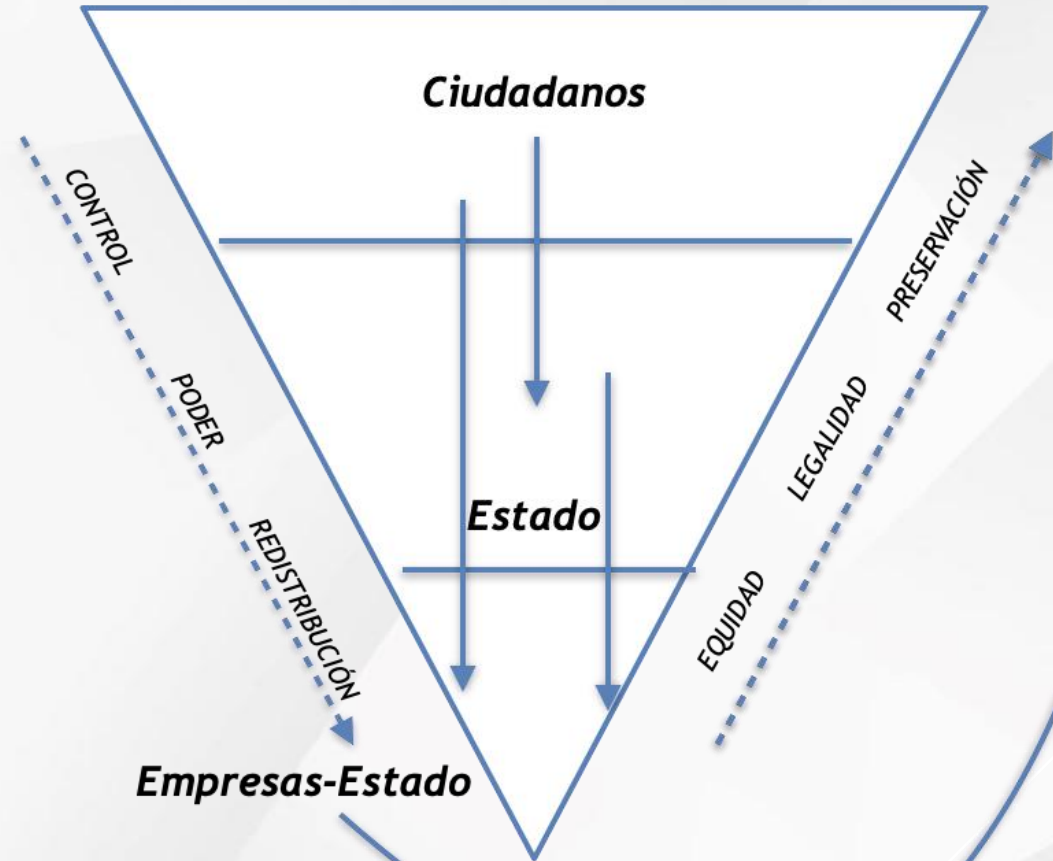 Ciudadanos
CONTROL
PODER
REDISTRIBUCIÓN
Estado
PRESERVACIÓN
LEGALIDAD
EQUIDAD
Empresas-Estado